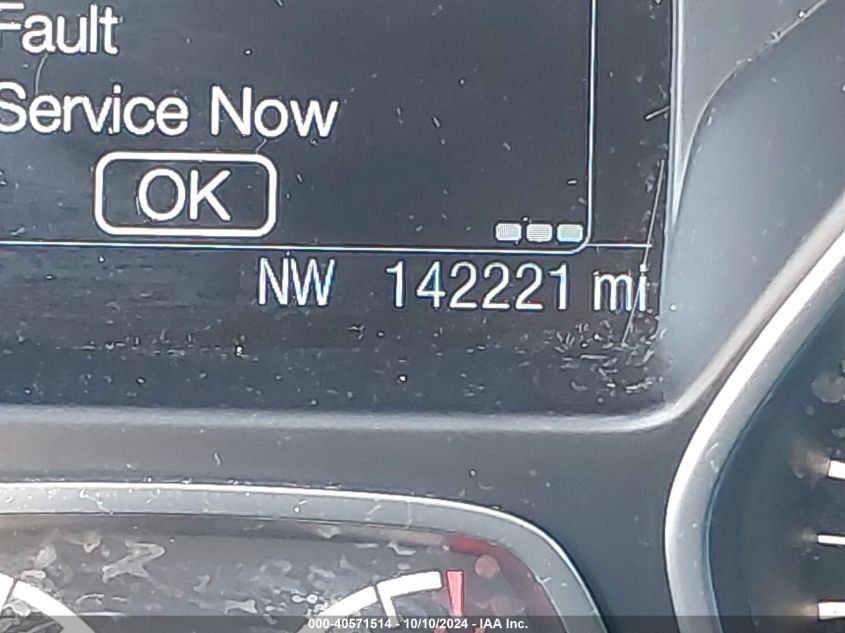 Fault
Service Now
OK
NW 142221 mi
000-40571514 - 10/10/2024 - IAA Inc.